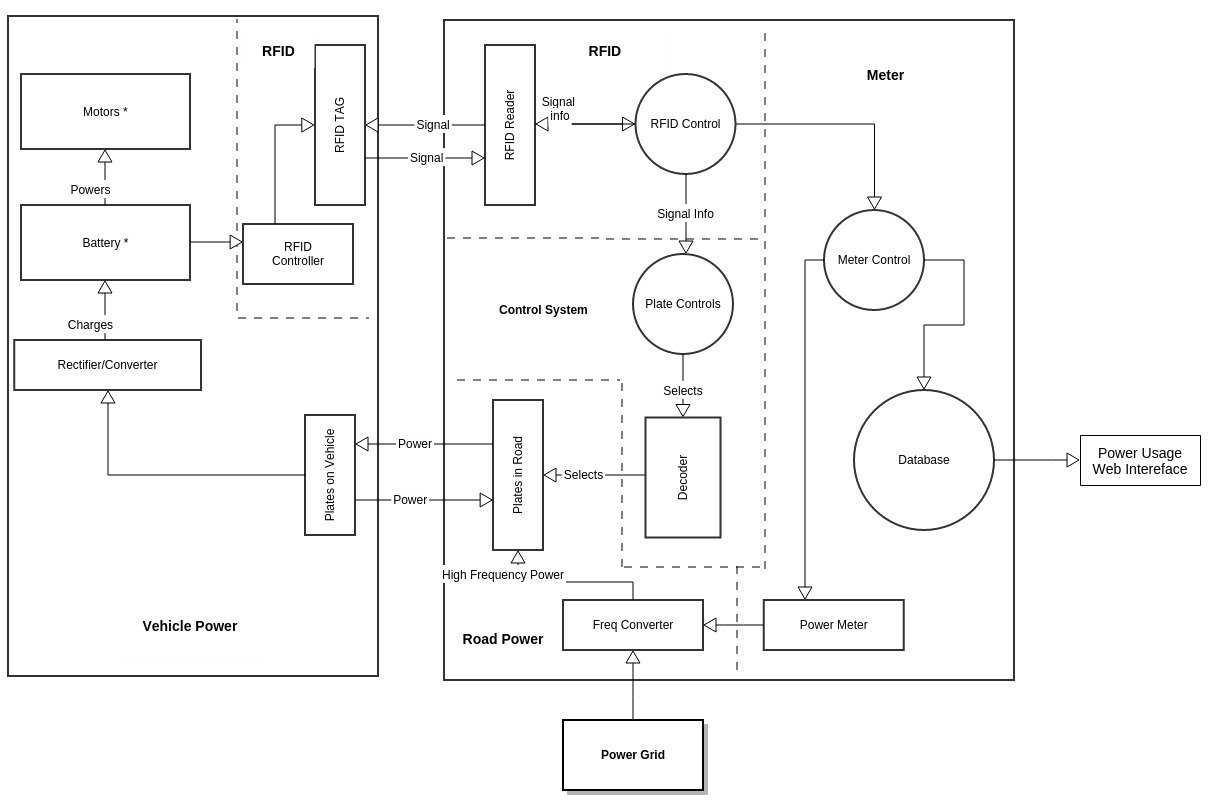 RFID
Motors *
RFID TAG
Powers
Battery *
RFID
Controller
Charges
Rectifier/Converter
Plates on Vehicle
Vehicle Power
Signal
Signal
Power
Power
RFID
RFID Reader
Signal
info
RFID Control
Signal Info
Control System
Plate Controls
Selects
Decoder
Selects
Plates in Road
High Frequency Power
Road Power
Freq Converter
Meter
Meter Control
Database
Power Meter
Power Usage
Web Intereface
Power Grid